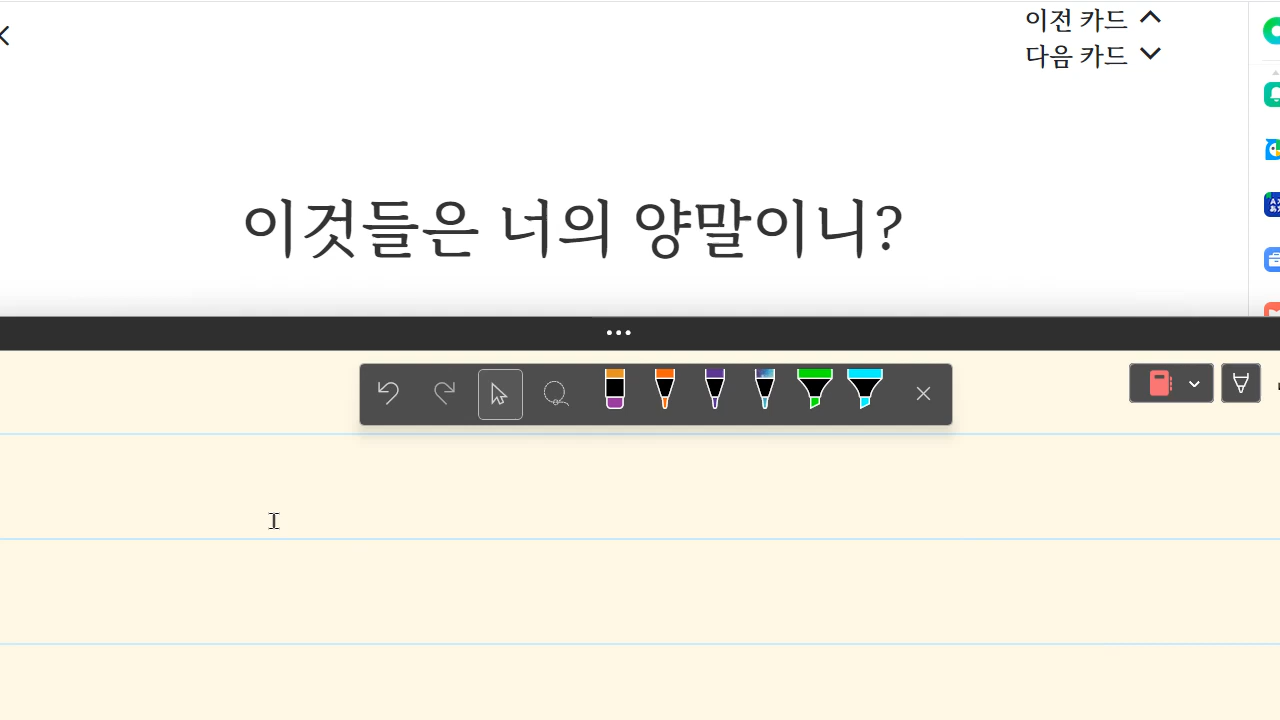 이전 카드
다음 카드
이것들은 너의 양말이니?